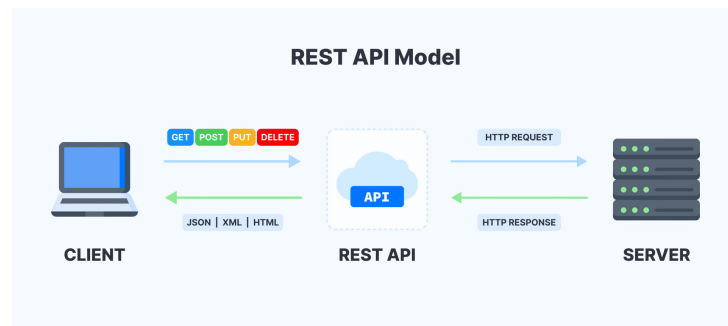 REST API Model
GET POST PUT DELETE
HTTP REQUEST
API
JSON | XML | HTML
HTTP RESPONSE
CLIENT
REST API
SERVER